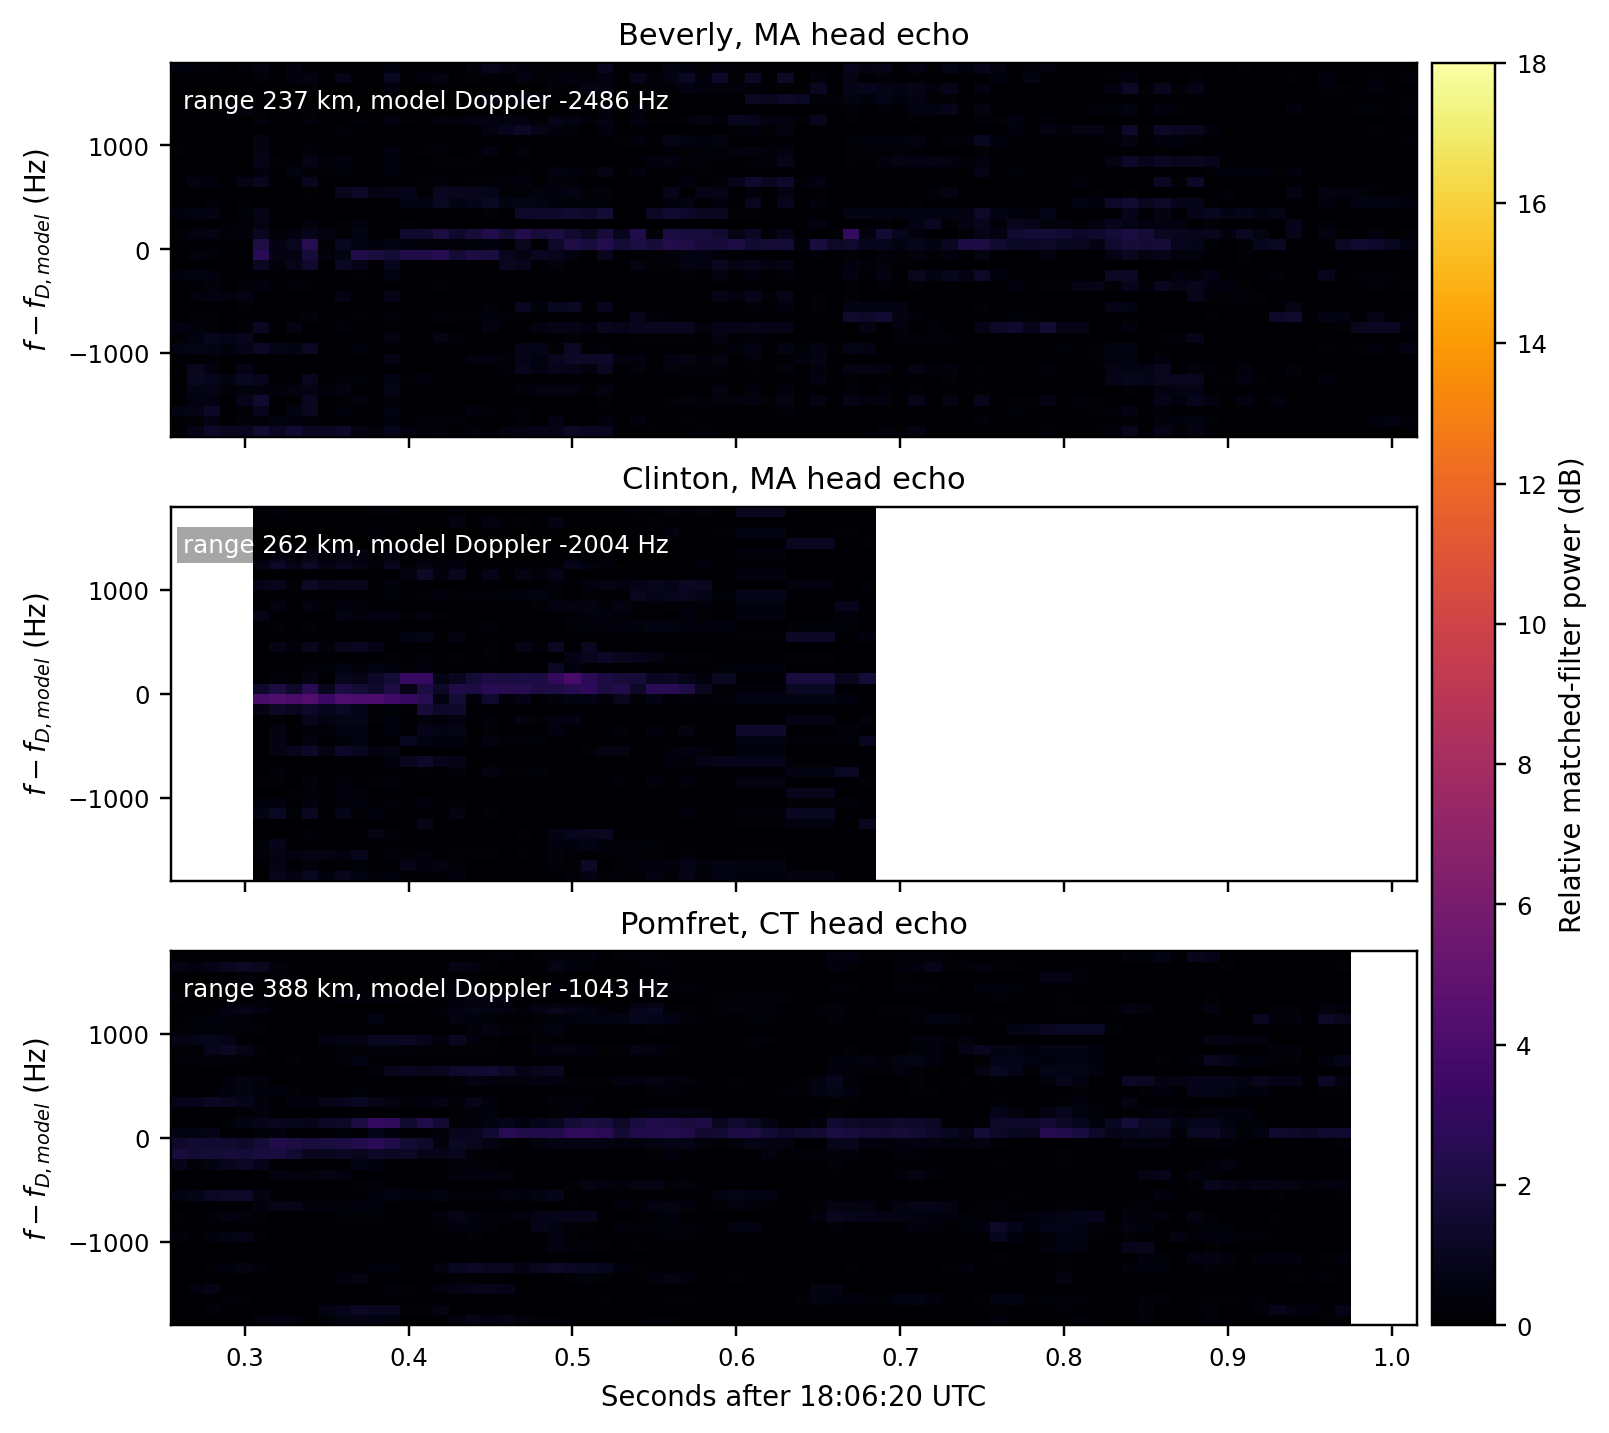 Beverly, MA head echo
range 237 km, model Doppler -2486 Hz
f − f_{D, model} (Hz)
1000
0
−1000
Clinton, MA head echo
range 262 km, model Doppler -2004 Hz
f − f_{D, model} (Hz)
1000
0
−1000
Pomfret, CT head echo
range 388 km, model Doppler -1043 Hz
f − f_{D, model} (Hz)
1000
0
−1000
0.3 0.4 0.5 0.6 0.7 0.8 0.9 1.0
Seconds after 18:06:20 UTC
18
16
14
12
10
8
6
4
2
0
Relative matched-filter power (dB)